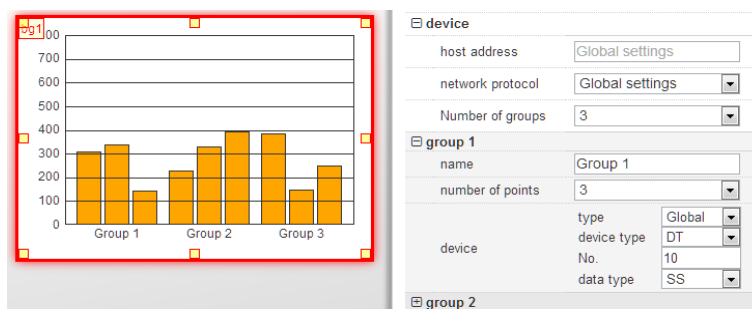 bg1
00
700
600
500
400
300
200
100
0
Group 1 Group 2 Group 3
device
host address Global settings
network protocol Global settings
Number of groups 3
group 1
name Group 1
number of points 3
device
type Global
device type DT
No. 10
data type SS
group 2